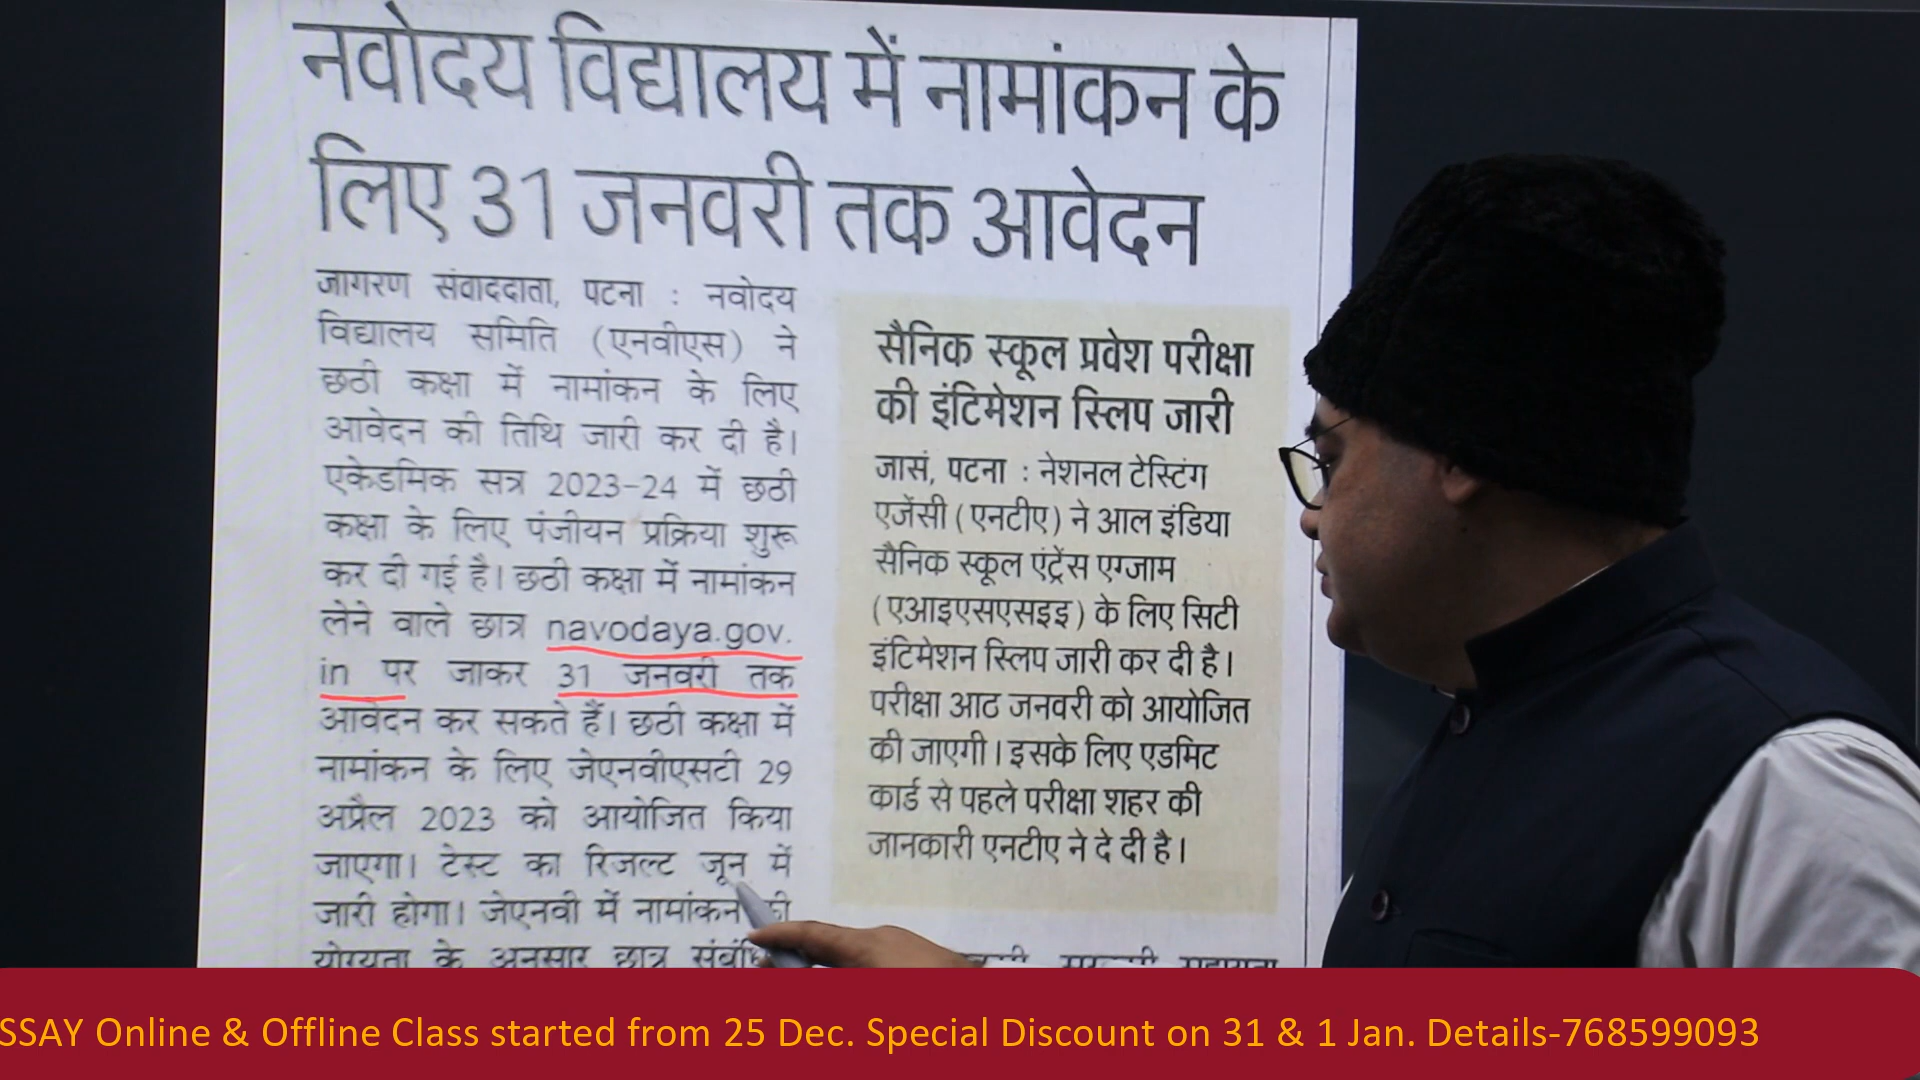 नवोदय विद्यालय में नामांकन के
लिए 31 जनवरी तक आवेदन
जागरण संवाददाता, पटना : नवोदय
विद्यालय समिति (एनवीएस) ने
छठी कक्षा में नामांकन के लिए
आवेदन की तिथि जारी कर दी है।
एकेडमिक सत्र 2023-24 में छठी
कक्षा के लिए पंजीयन प्रक्रिया शुरू
कर दी गई है। छठी कक्षा में नामांकन
लेने वाले छात्र navodaya.gov.
in पर जाकर 31 जनवरी तक
आवेदन कर सकते हैं। छठी कक्षा में
नामांकन के लिए जेएनवीएसटी 29
अप्रैल 2023 को आयोजित किया
जाएगा। टेस्ट का रिजल्ट जून में
जारी होगा। जेएनवी में नामांकन की
योग्यता के अनुसार छात्र
सैनिक स्कूल प्रवेश परीक्षा
की इंटिमेशन स्लिप जारी
जासं, पटना : नेशनल टेस्टिंग
एजेंसी (एनटीए) ने आल इंडिया
सैनिक स्कूल एंट्रेंस एग्जाम
(एआइएसएसइइ) के लिए सिटी
इंटिमेशन स्लिप जारी कर दी है।
परीक्षा आठ जनवरी को आयोजित
की जाएगी। इसके लिए एडमिट
कार्ड से पहले परीक्षा शहर की
जानकारी एनटीए ने दे दी है।
SSAY Online & Offline Class started from 25 Dec. Special Discount on 31 & 1 Jan. Details-768599093